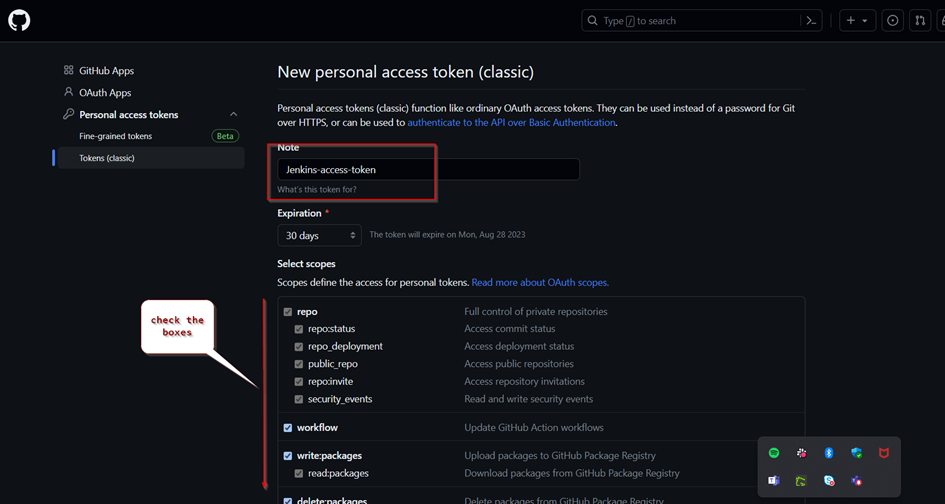 Type / to search
GitHub Apps
OAuth Apps
Personal access tokens
Fine-grained tokens Beta
Tokens (classic)
New personal access token (classic)
Personal access tokens (classic) function like ordinary OAuth access tokens. They can be used instead of a password for Git
over HTTPS, or can be used to authenticate to the API over Basic Authentication.
Note
Jenkins-access-token
What's this token for?
Expiration *
30 days The token will expire on Mon, Aug 28 2023
Select scopes
Scopes define the access for personal tokens. Read more about OAuth scopes.
check the
boxes
repo Full control of private repositories
repo:status Access commit status
repo_deployment Access deployment status
public_repo Access public repositories
repo:invite Access repository invitations
security_events Read and write security events
workflow Update GitHub Action workflows
write:packages Upload packages to GitHub Package Registry
read:packages Download packages from GitHub Package Registry
delete:packages Delete packages from GitHub Package Registry